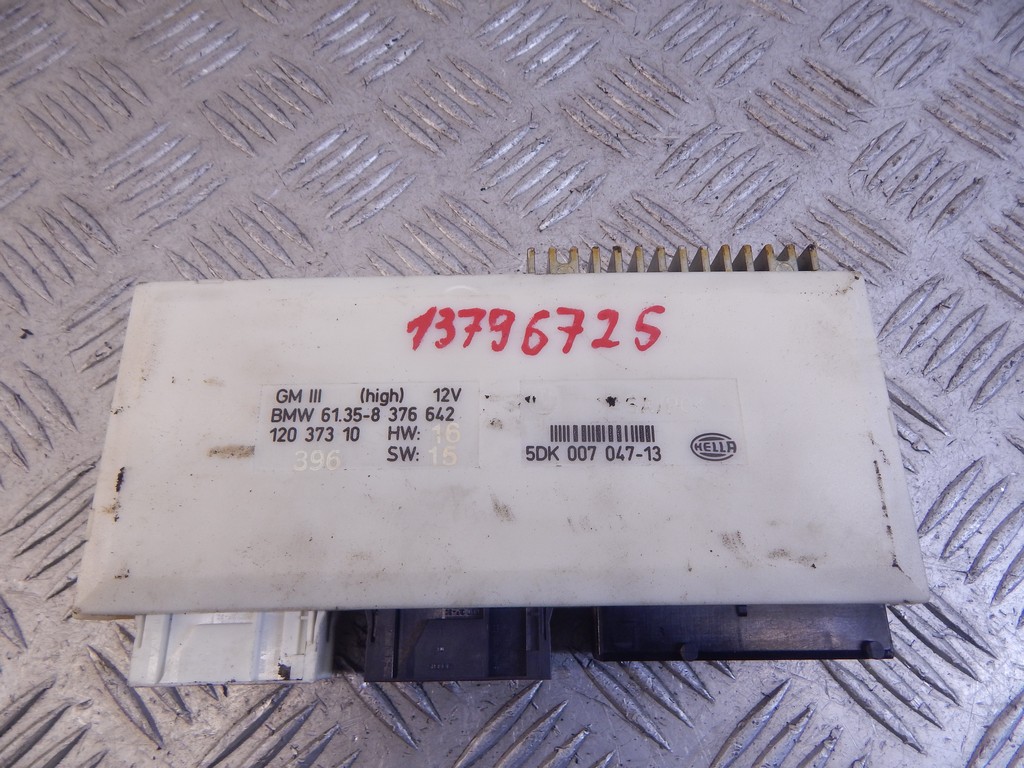 13796725
GM III (high) 12V
BMW 61.35-8 376 642
120 373 10 HW: 16
396 SW: 15
5DK 007 047-13
HELLA